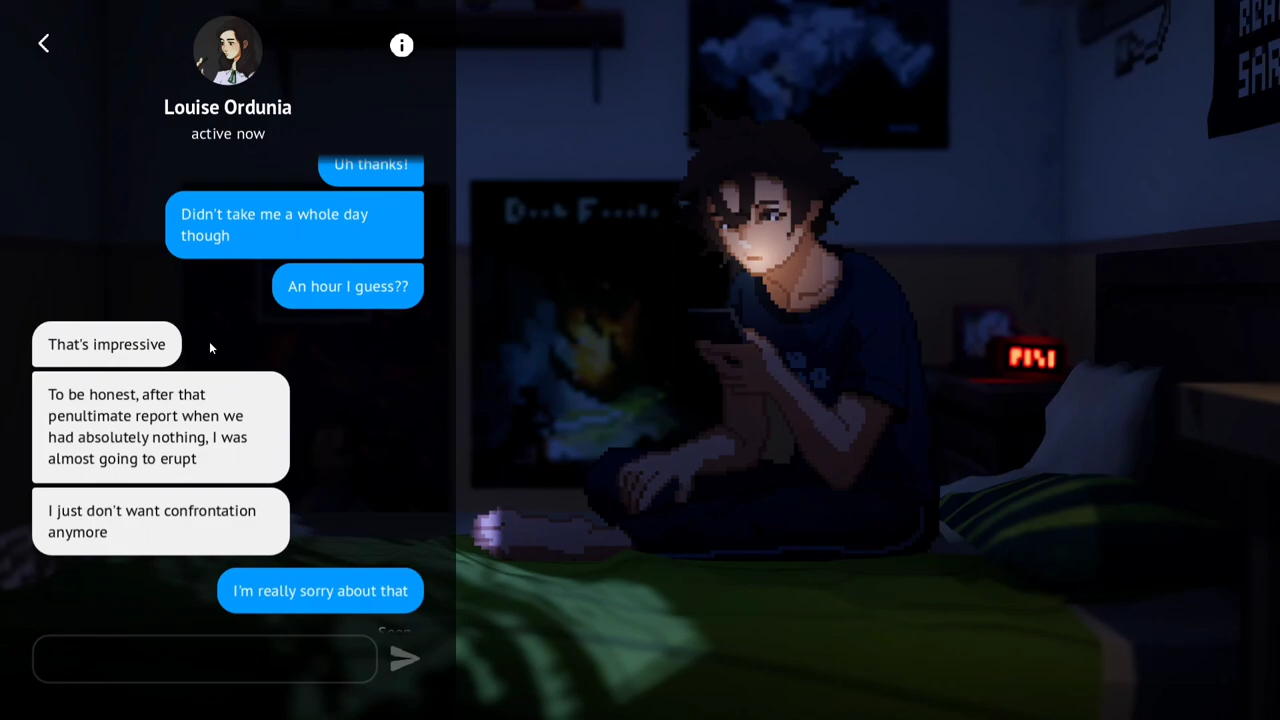 Louise Ordunia
active now
Uh thanks!
Didn't take me a whole day
though
An hour I guess??
That's impressive
To be honest, after that
penultimate report when we
had absolutely nothing, I was
almost going to erupt
I just don't want confrontation
anymore
I'm really sorry about that
Seen